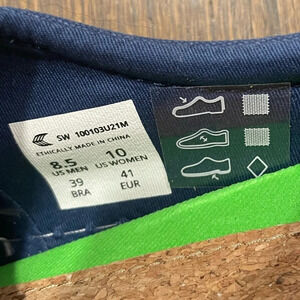 SW 100103U21M
ETHICALLY MADE IN CHINA
8.5 10
US MEN US WOMEN
39 41
BRA EUR